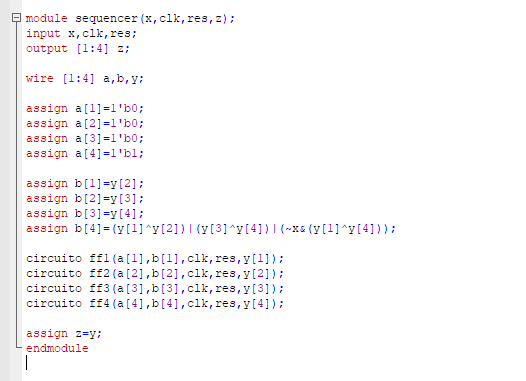 module sequencer(x,clk,res,z);
input x,clk,res;
output [1:4] z;
wire [1:4] a,b,y;
assign a[1]=1'b0;
assign a[2]=1'b0;
assign a[3]=1'b0;
assign a[4]=1'b1;
assign b[1]=y[2];
assign b[2]=y[3];
assign b[3]=y[4];
assign b[4]=(y[1]^y[2])|(y[3]^y[4])|(~x&(y[1]^y[4]));
circuito ff1(a[1],b[1],clk,res,y[1]);
circuito ff2(a[2],b[2],clk,res,y[2]);
circuito ff3(a[3],b[3],clk,res,y[3]);
circuito ff4(a[4],b[4],clk,res,y[4]);
assign z=y;
endmodule